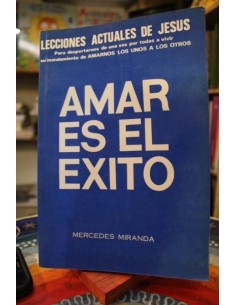 LECCIONES ACTUALES DE JESUS
Para despertarnos de una vez por todas a vivir
su mandamiento de AMARNOS LOS UNOS A LOS OTROS
AMAR
ES EL
EXITO
MERCEDES MIRANDA